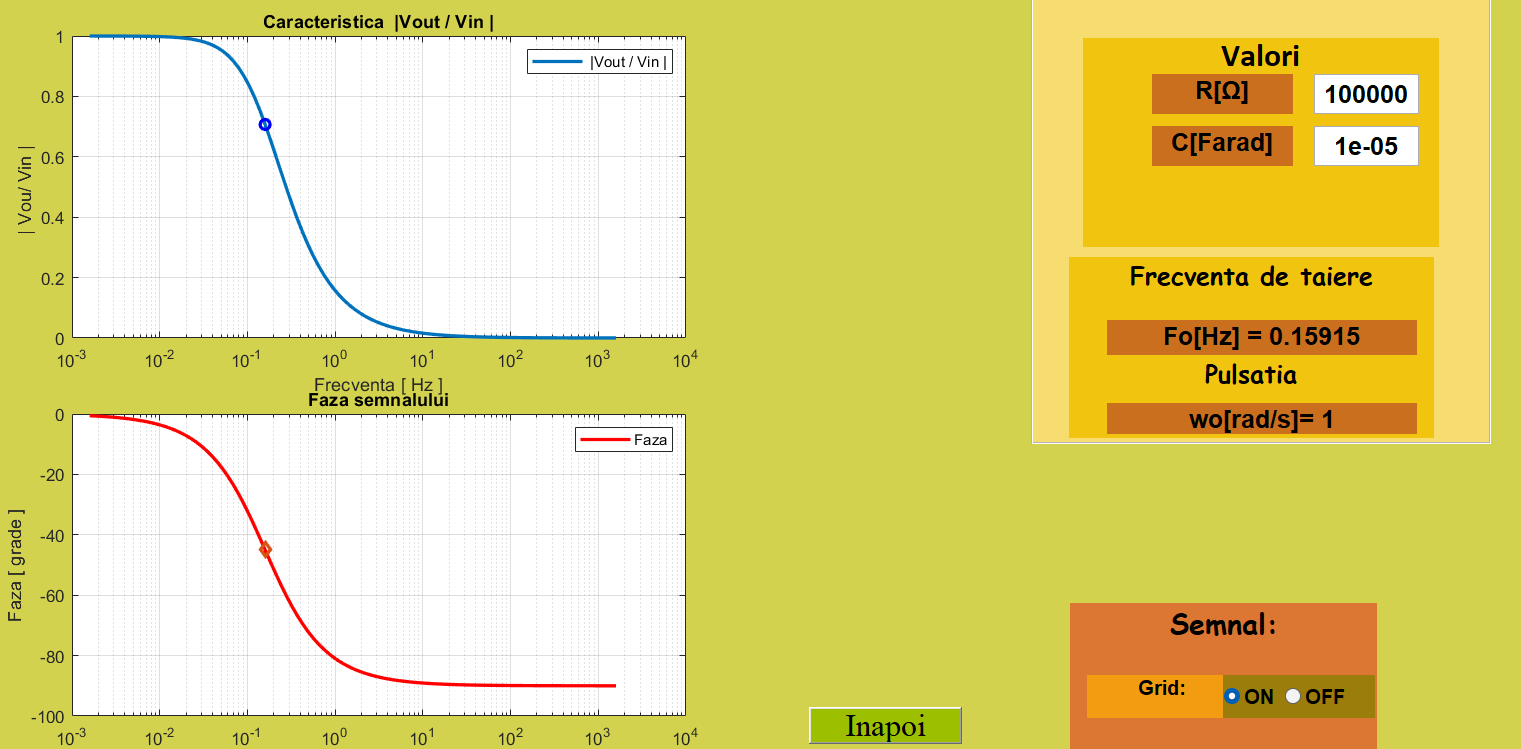 Caracteristica |Vout / Vin |
|Vout / Vin |
| Vou/ Vin |
1
0.8
0.6
0.4
0.2
0
10-3 10-2 10-1 100 101 102 103 104
Frecventa [ Hz ]
Faza semnalului
Faza
Faza [ grade ]
0
-20
-40
-60
-80
-100
10-3 10-2 10-1 100 101 102 103 104
Inapoi
Valori
R[Ω] 100000
C[Farad] 1e-05
Frecventa de taiere
Fo[Hz] = 0.15915
Pulsatia
wo[rad/s]= 1
Semnal:
Grid: ON OFF